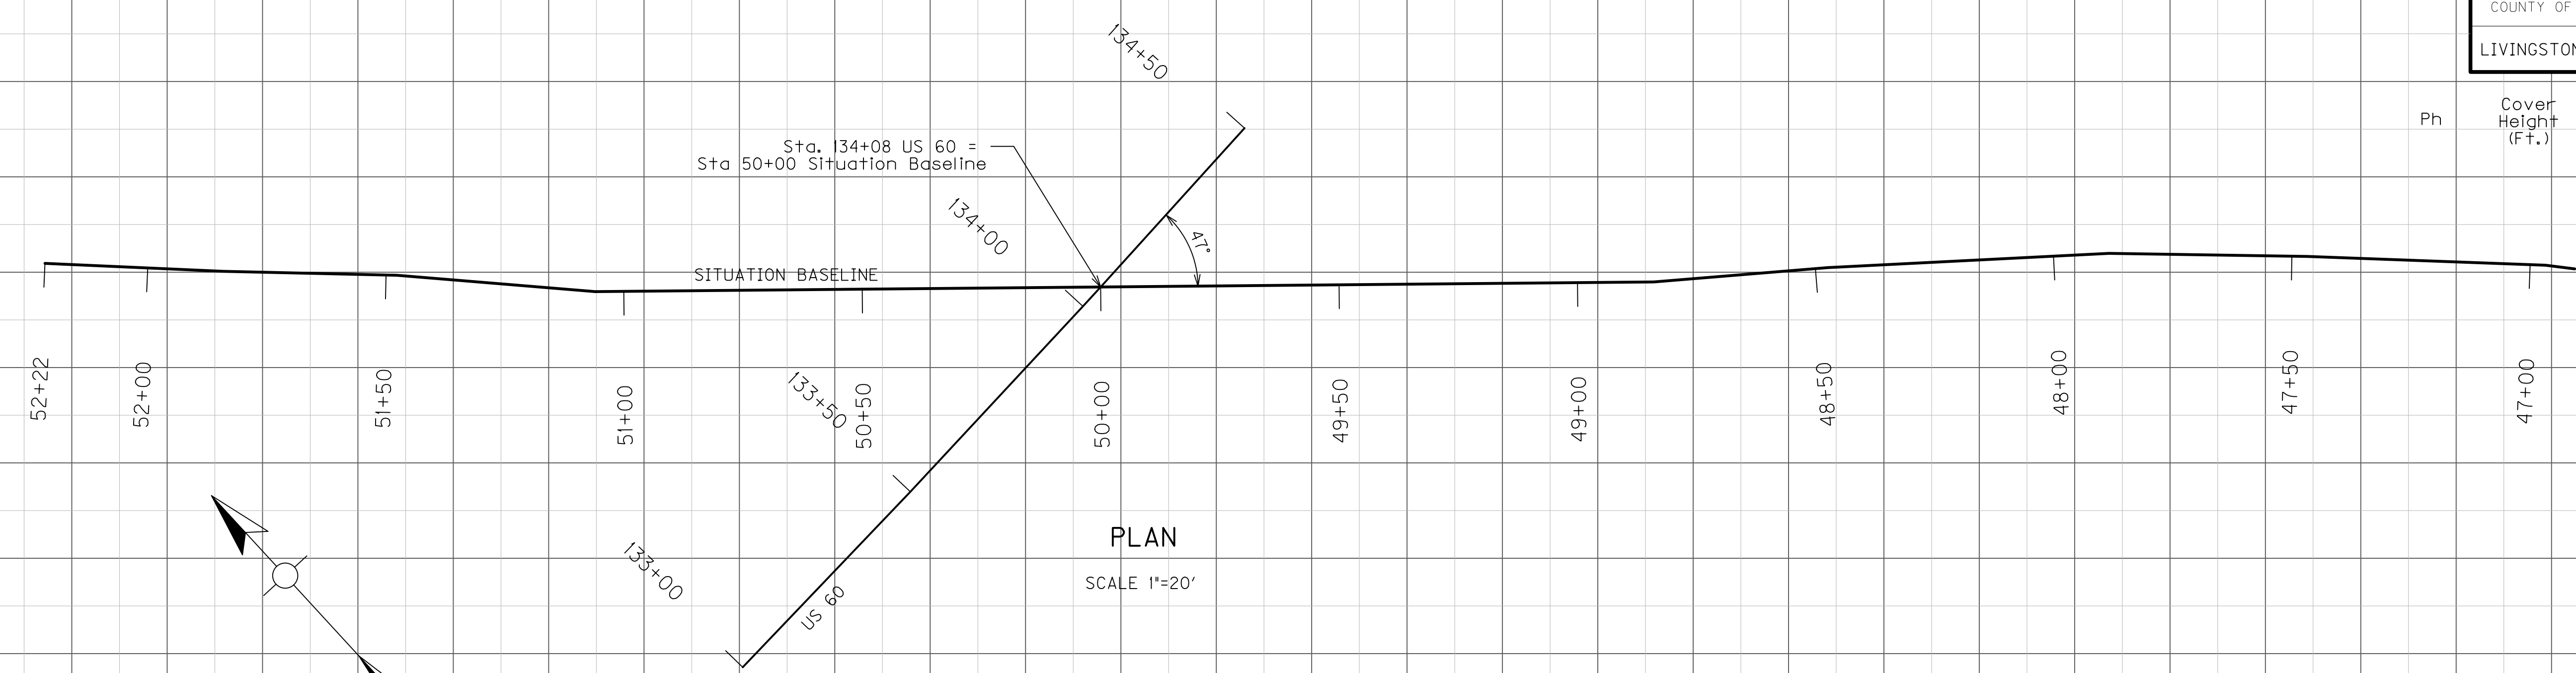 COUNTY OF
LIVINGSTON
134+50
Ph
Cover
Height
(Ft.)
Sta. 134+08 US 60 =
Sta 50+00 Situation Baseline
134+00
47°
SITUATION BASELINE
52+22
52+00
51+50
51+00
133+50
50+50
50+00
49+50
49+00
48+50
48+00
47+50
47+00
133+00
US 60
PLAN
SCALE 1"=20'